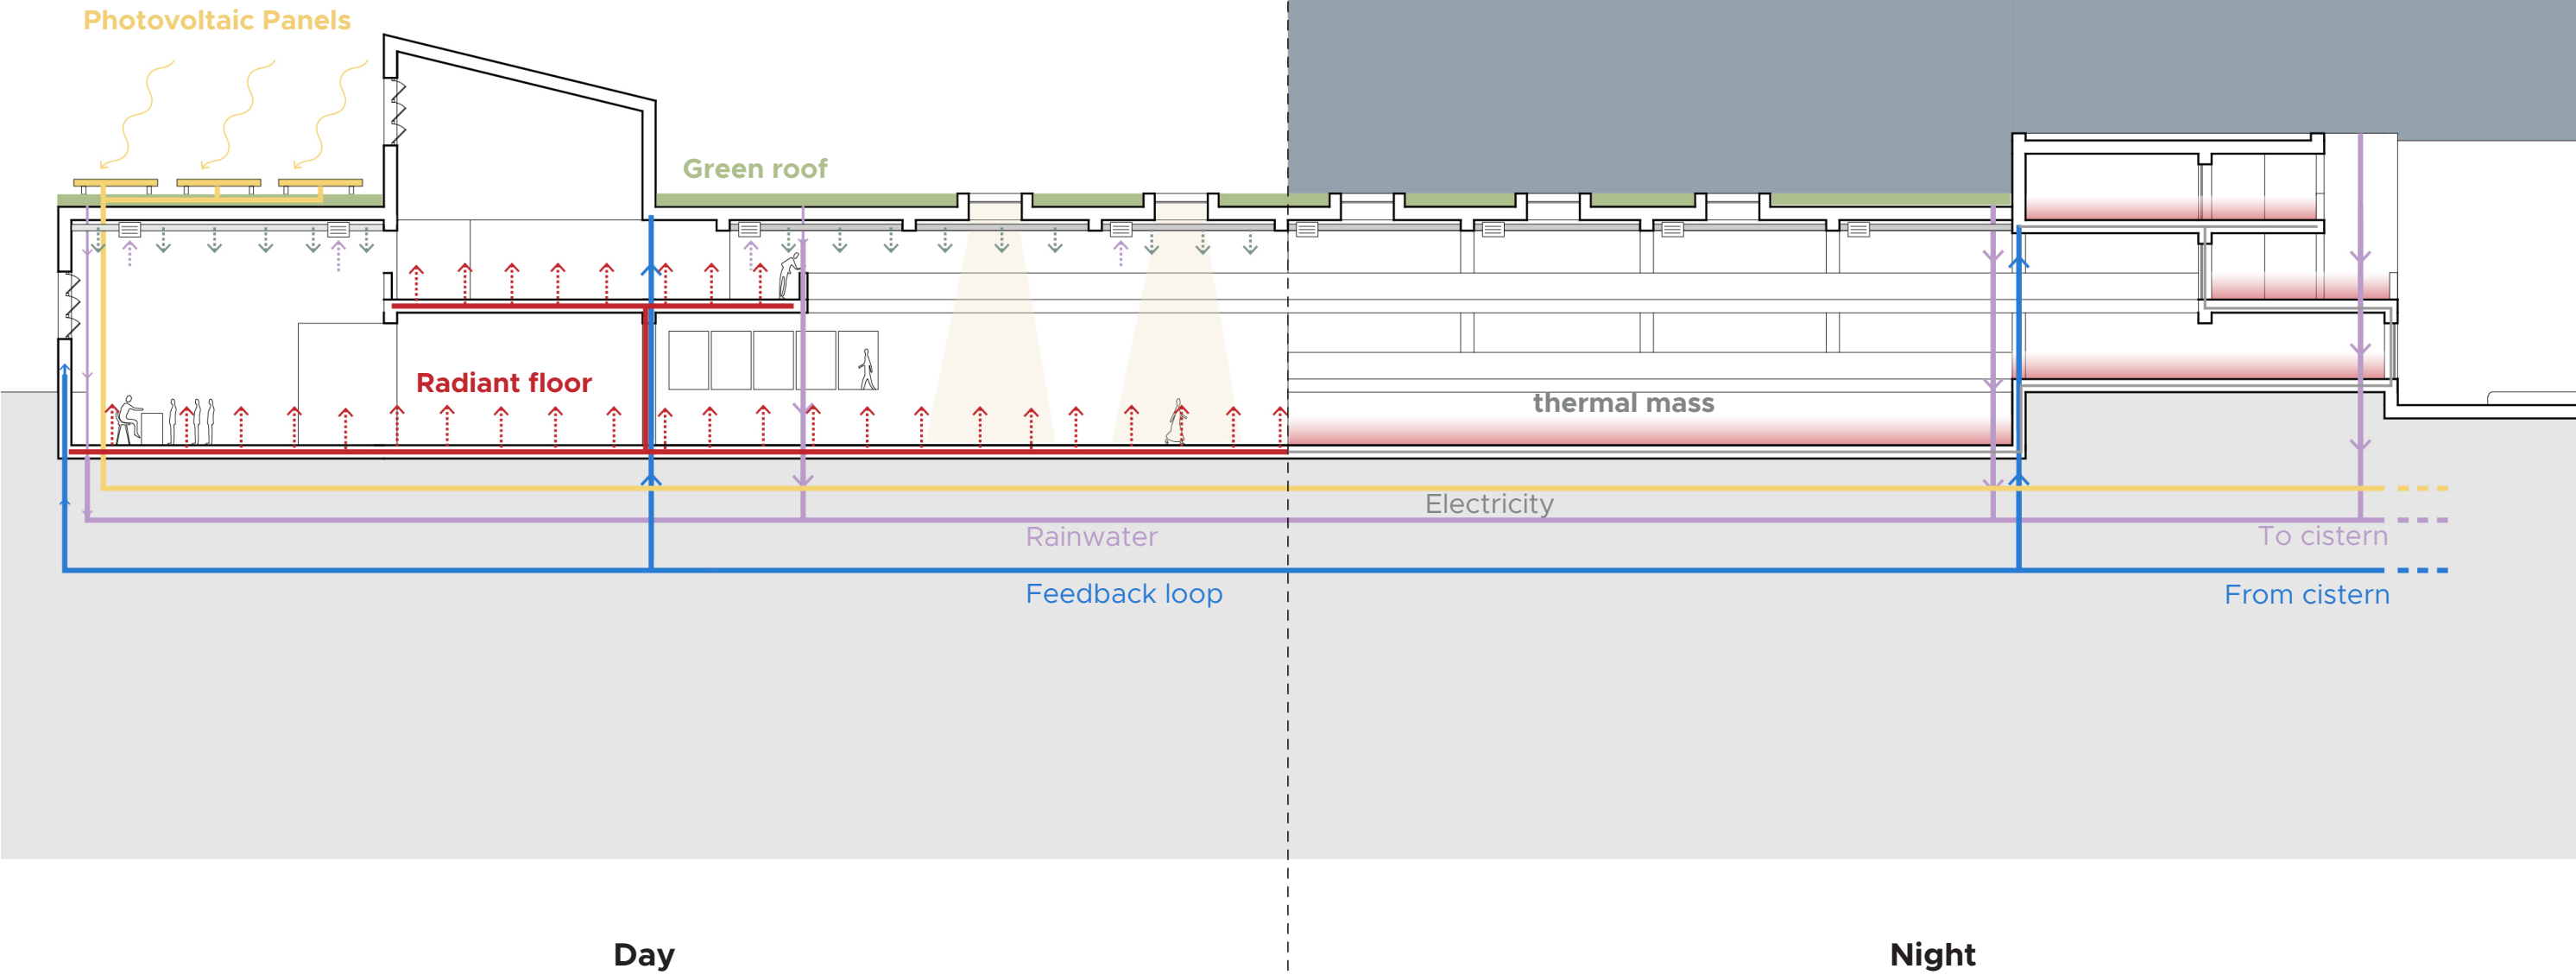 Photovoltaic Panels
Green roof
Radiant floor
thermal mass
Electricity
Rainwater
To cistern
Feedback loop
From cistern
Day
Night